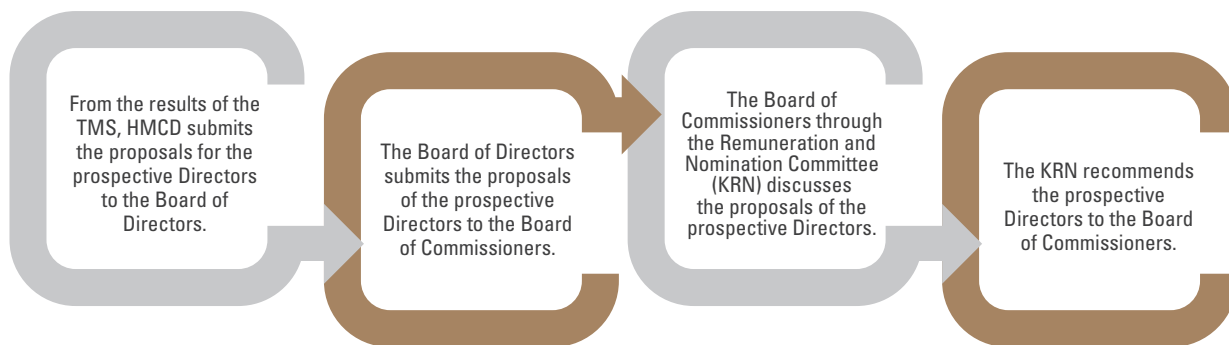 From the results of the
TMS, HMCD submits
the proposals for the
prospective Directors
to the Board of
Directors.
The Board of Directors
submits the proposals
of the prospective
Directors to the Board
of Commissioners.
The Board of
Commissioners through
the Remuneration and
Nomination Committee
(KRN) discusses
the proposals of the
prospective Directors.
The KRN recommends
the prospective
Directors to the Board
of Commissioners.